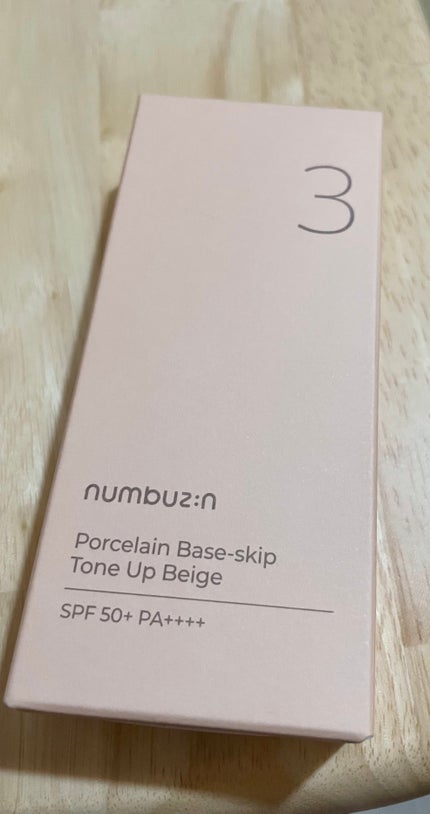 3
numbuz:n
Porcelain Base-skip
Tone Up Beige
SPF 50+ PA++++